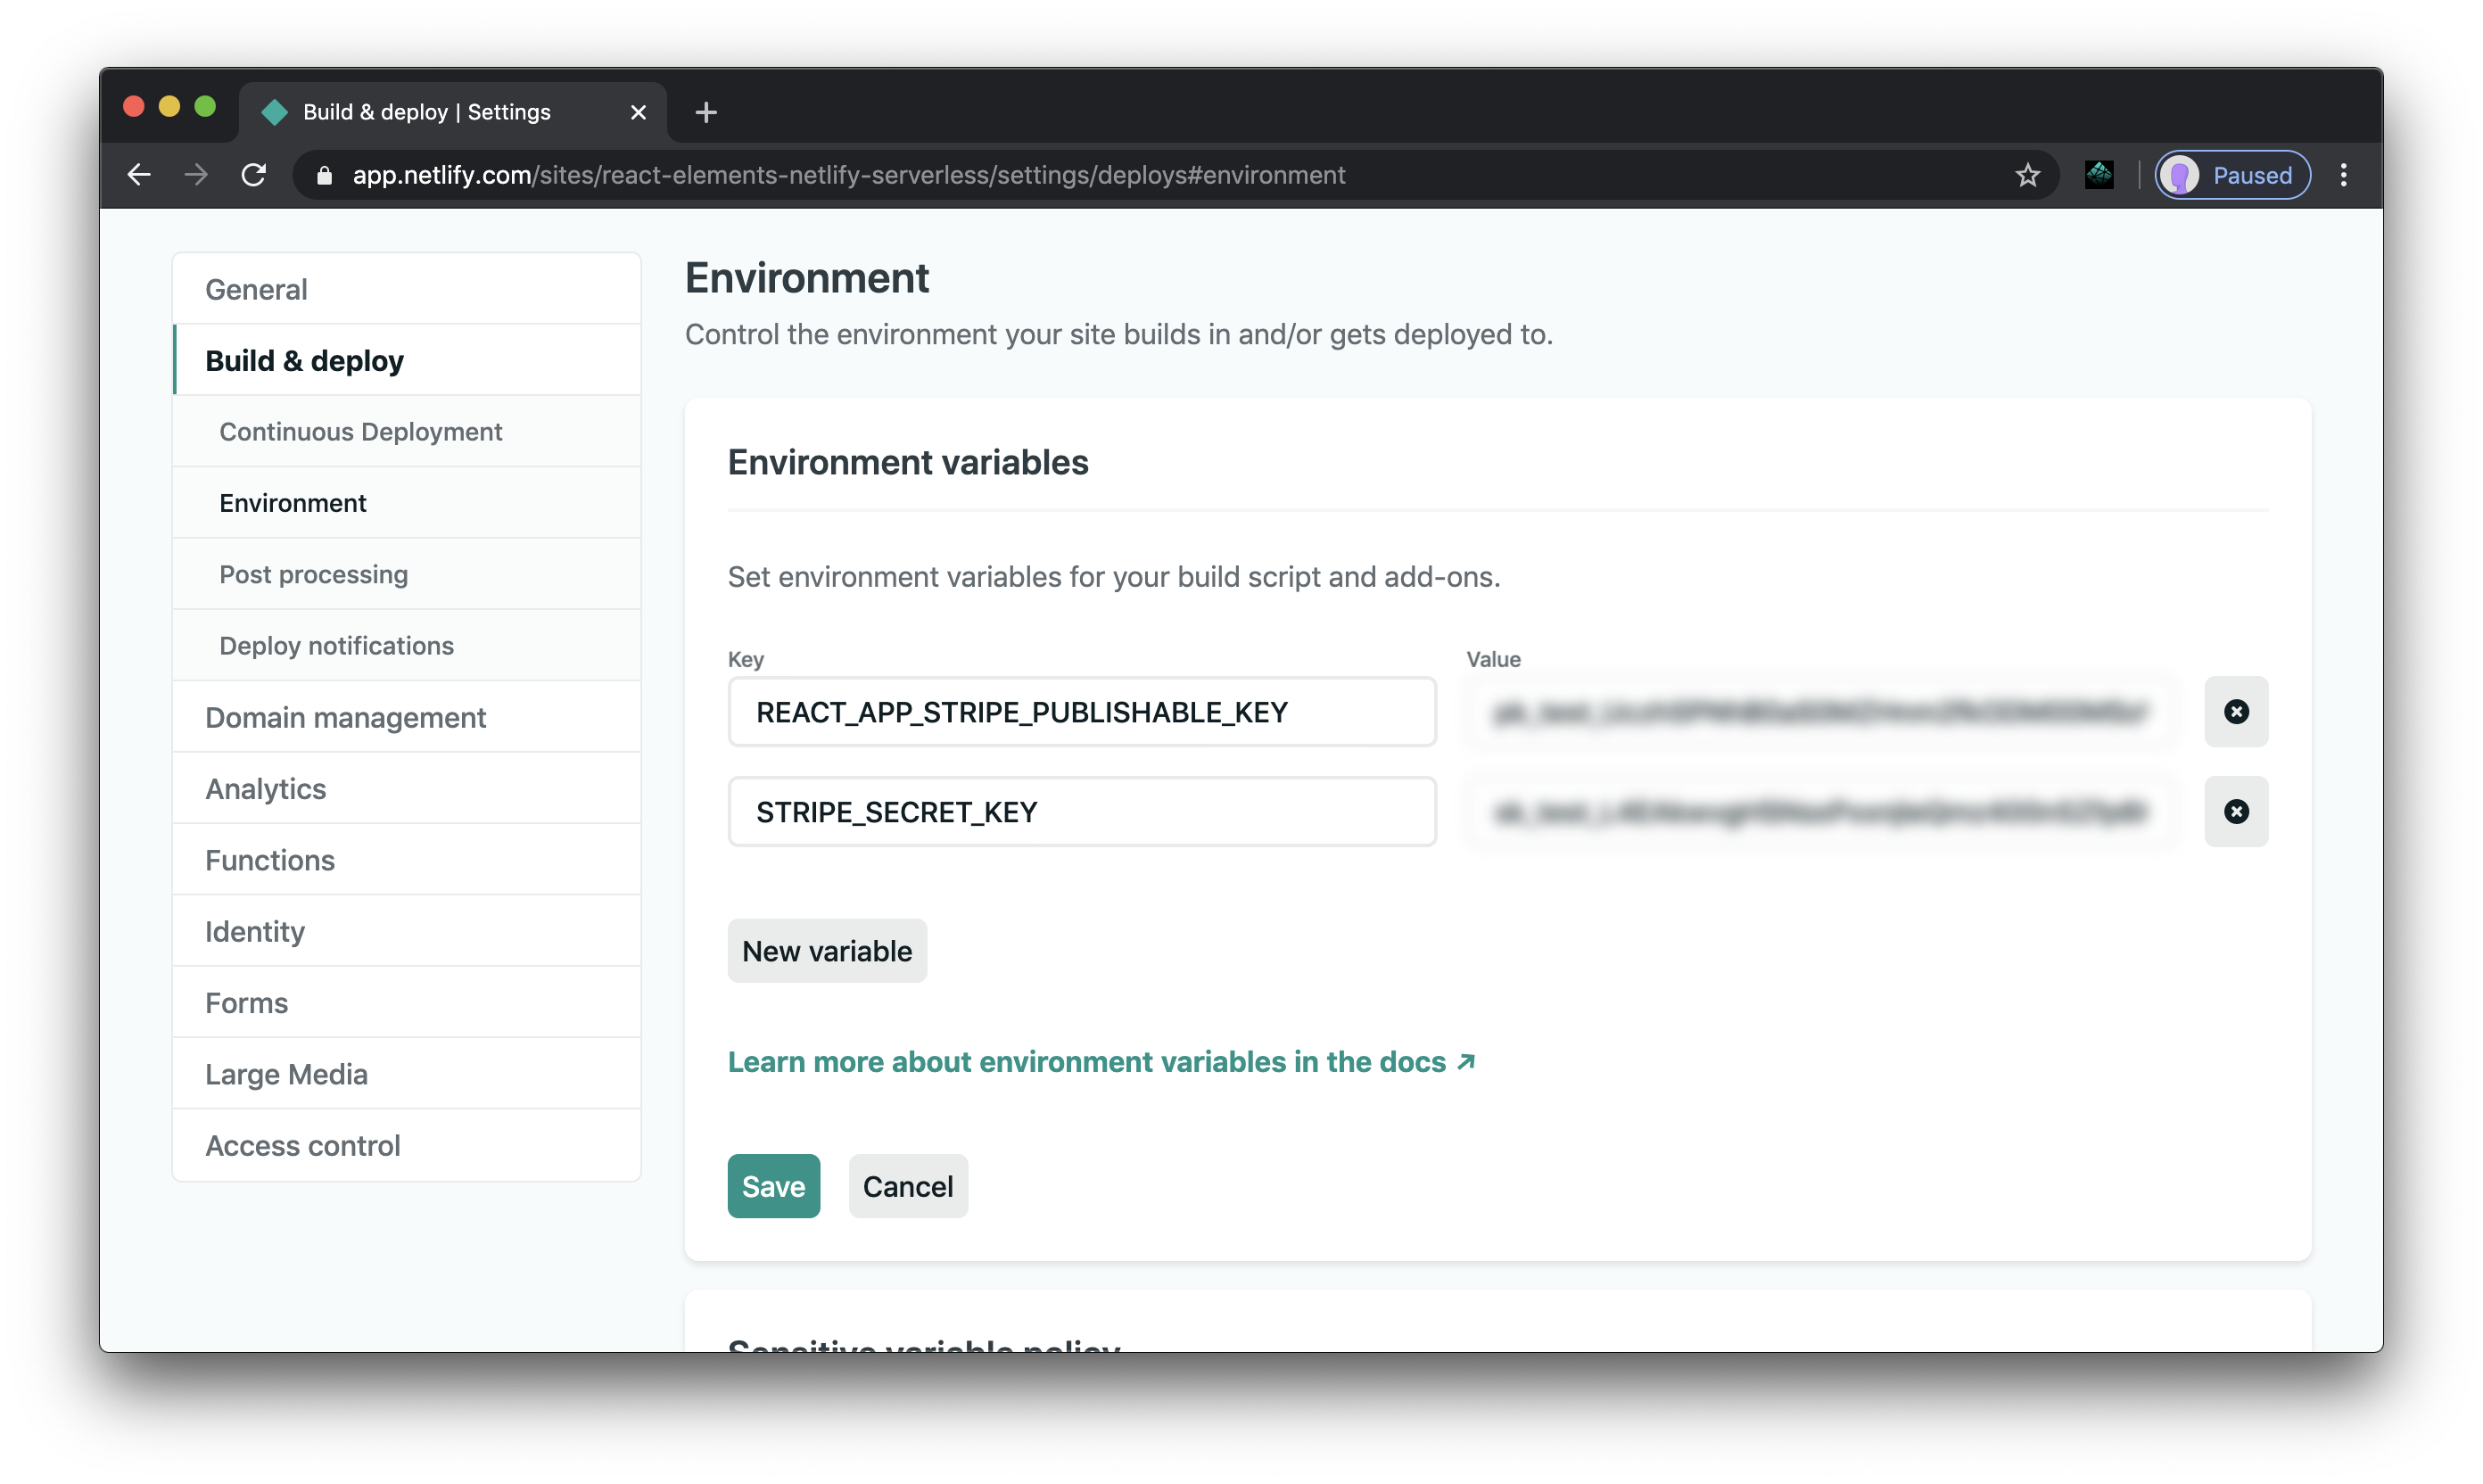 Build & deploy | Settings
app.netlify.com/sites/react-elements-netlify-serverless/settings/deploys#environment
Paused
General
Build & deploy
Continuous Deployment
Environment
Post processing
Deploy notifications
Domain management
Analytics
Functions
Identity
Forms
Large Media
Access control
Environment
Control the environment your site builds in and/or gets deployed to.
Environment variables
Set environment variables for your build script and add-ons.
Key Value
REACT_APP_STRIPE_PUBLISHABLE_KEY
STRIPE_SECRET_KEY
New variable
Learn more about environment variables in the docs
Save Cancel
Sensitive variable policy